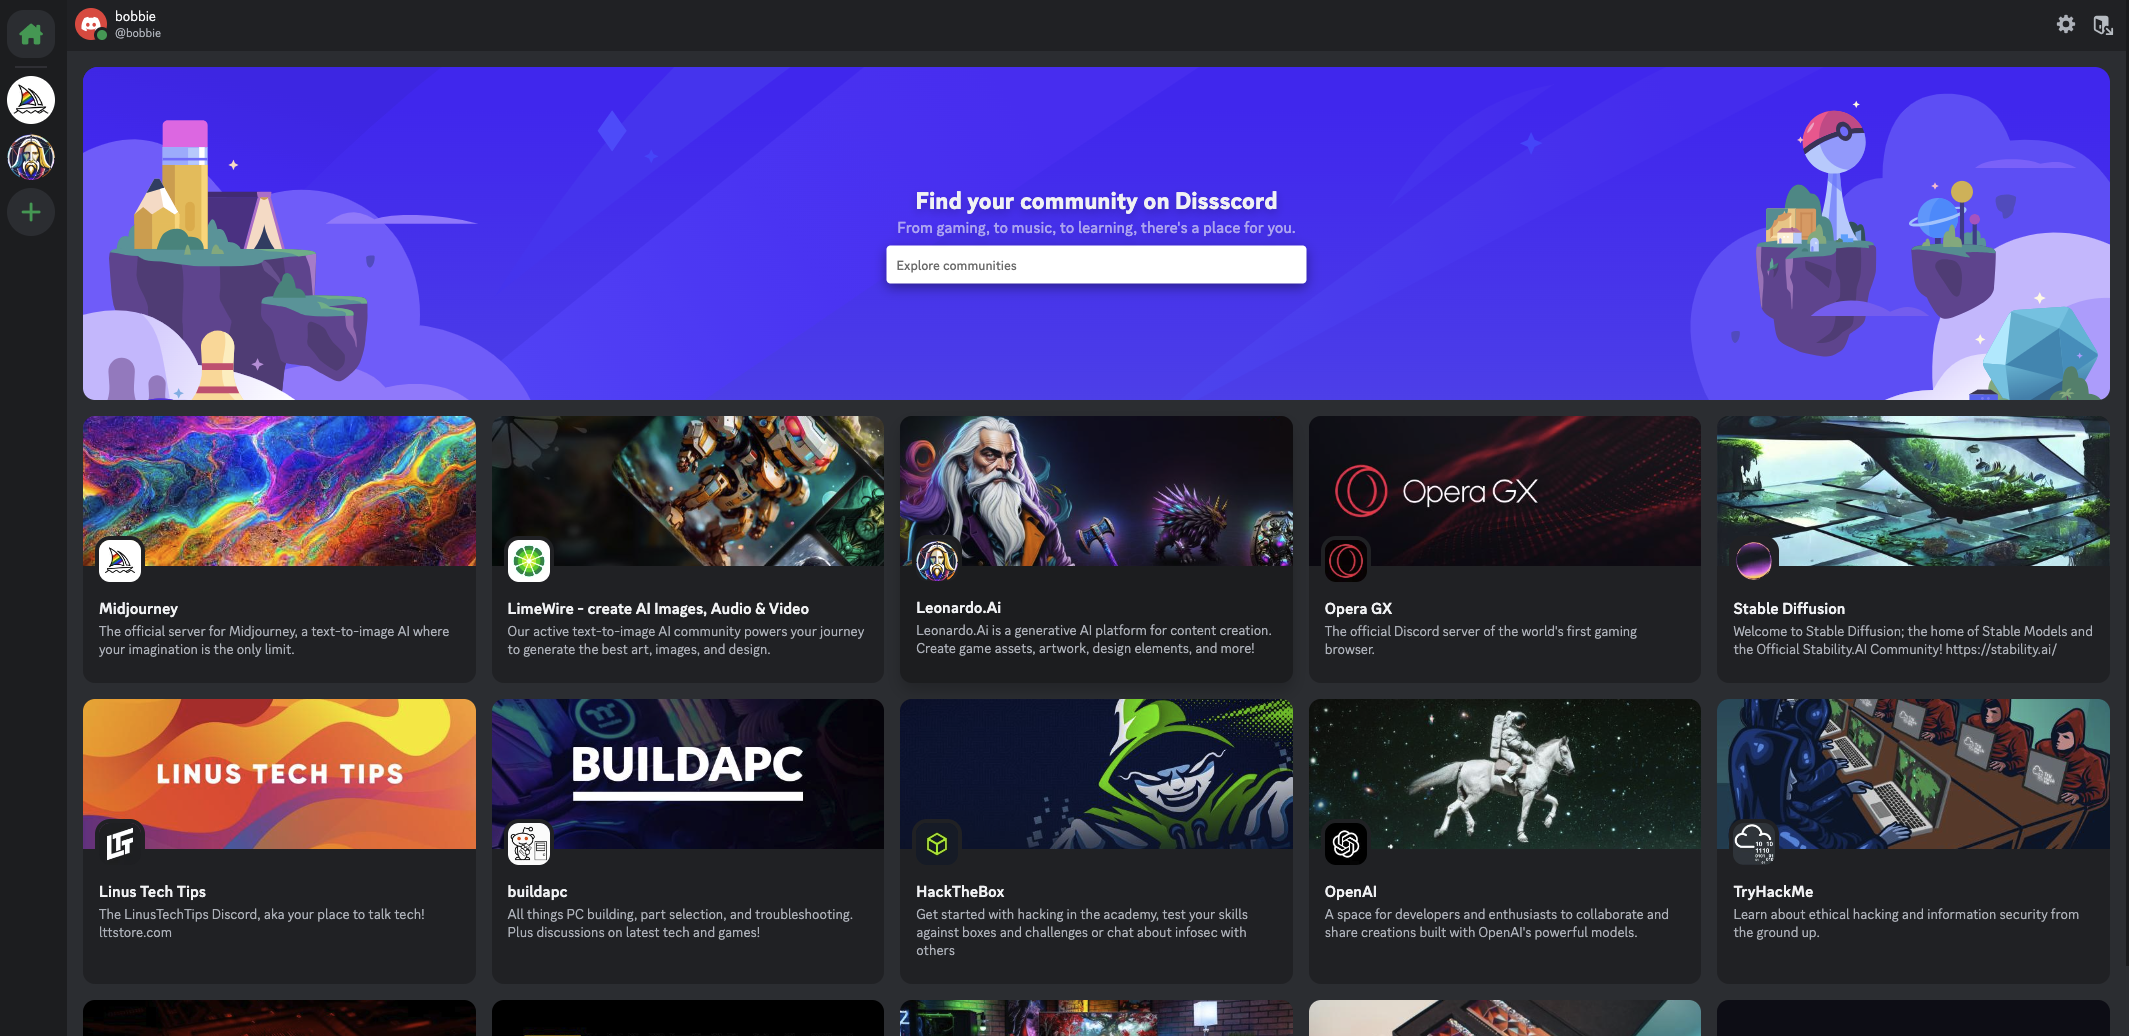 bobbie
@bobbie
Find your community on Dissscord
From gaming, to music, to learning, there's a place for you.
Explore communities
Opera GX
Midjourney
The official server for Midjourney, a text-to-image AI where
your imagination is the only limit.
LimeWire - create AI Images, Audio & Video
Our active text-to-image AI community powers your journey
to generate the best art, images, and design.
Leonardo.Ai
Leonardo.Ai is a generative AI platform for content creation.
Create game assets, artwork, design elements, and more!
Opera GX
The official Discord server of the world's first gaming
browser.
Stable Diffusion
Welcome to Stable Diffusion; the home of Stable Models and
the Official Stability.AI Community! https://stability.ai/
LINUS TECH TIPS
BUILDAPC
LTT
Linus Tech Tips
The LinusTechTips Discord, aka your place to talk tech!
lttstore.com
buildapc
All things PC building, part selection, and troubleshooting.
Plus discussions on latest tech and games!
HackTheBox
Get started with hacking in the academy, test your skills
against boxes and challenges or chat about infosec with
others
OpenAI
A space for developers and enthusiasts to collaborate and
share creations built with OpenAI's powerful models.
TryHackMe
Learn about ethical hacking and information security from
the ground up.